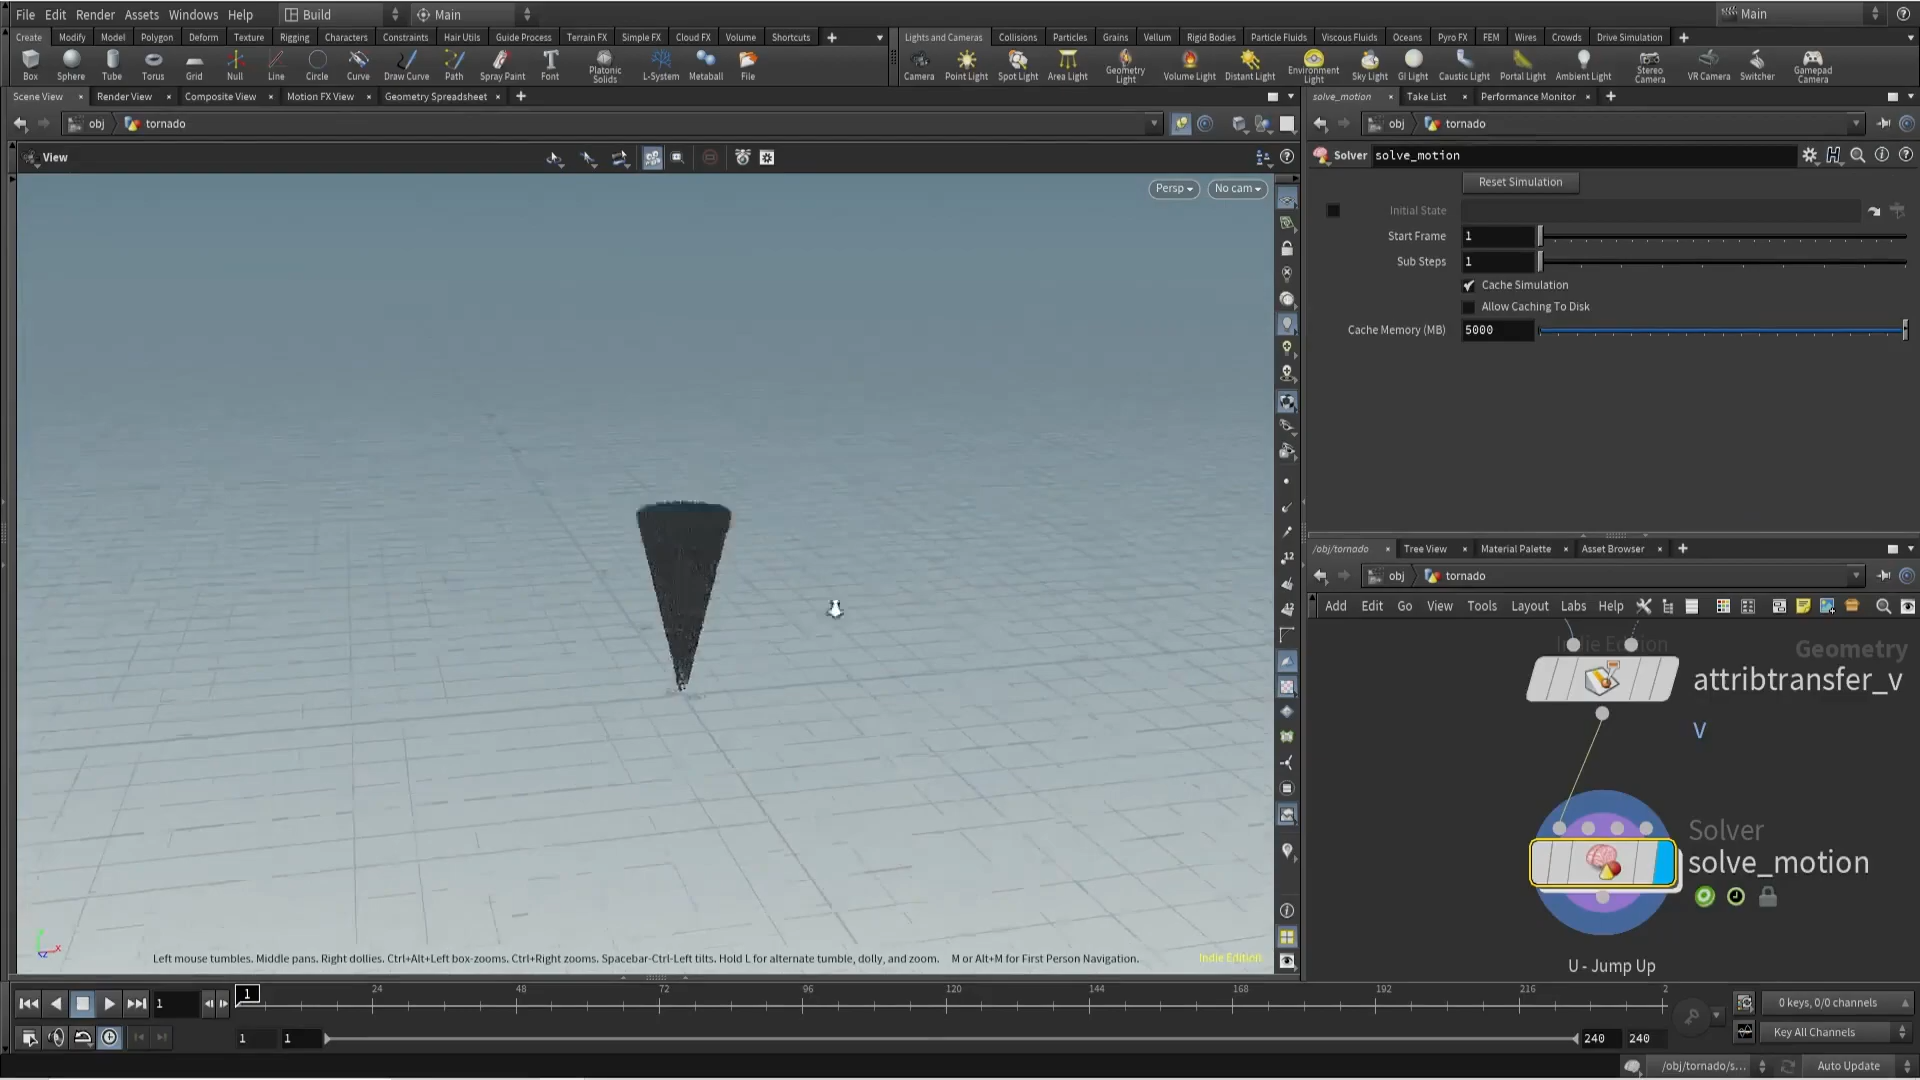 File Edit Render Assets Windows Help Build Main Main
Create Modify Model Polygon Deform Texture Rigging Characters Constraints Hair Utils Guide Process Terrain FX Simple FX Cloud FX Volume Shortcuts
Lights and Cameras Collisions Particles Grains Vellum Rigid Bodies Particle Fluids Viscous Fluids Oceans Pyro FX FEM Wires Crowds Drive Simulation
Box Sphere Tube Torus Grid Null Line Circle Curve Draw Curve Path Spray Paint Font Platonic Solids L-System Metaball File
Camera Point Light Spot Light Area Light Geometry Light Volume Light Distant Light Environment Light Sky Light GI Light Caustic Light Portal Light Ambient Light Stereo Camera VR Camera Switcher Gamepad Camera
Scene View Render View Composite View Motion FX View Geometry Spreadsheet
solve_motion Take List Performance Monitor
obj tornado
obj tornado
View
Solver solve_motion
Persp No cam
Reset Simulation
Initial State
Start Frame 1
Sub Steps 1
Cache Simulation
Allow Caching To Disk
Cache Memory (MB) 5000
/obj/tornado Tree View Material Palette Asset Browser
obj tornado
Add Edit Go View Tools Layout Labs Help
Indie Edition
Geometry
attribtransfer_v
v
Solver
solve_motion
U - Jump Up
Left mouse tumbles. Middle pans. Right dollies. Ctrl+Alt+Left box-zooms. Ctrl+Right zooms. Spacebar-Ctrl-Left tilts. Hold L for alternate tumble, dolly, and zoom. M or Alt+M for First Person Navigation.
Indie Edition
1 1 24 48 72 96 120 144 168 192 216 2
0 keys, 0/0 channels
1 1 240 240
Key All Channels
/obj/tornado/s... Auto Update